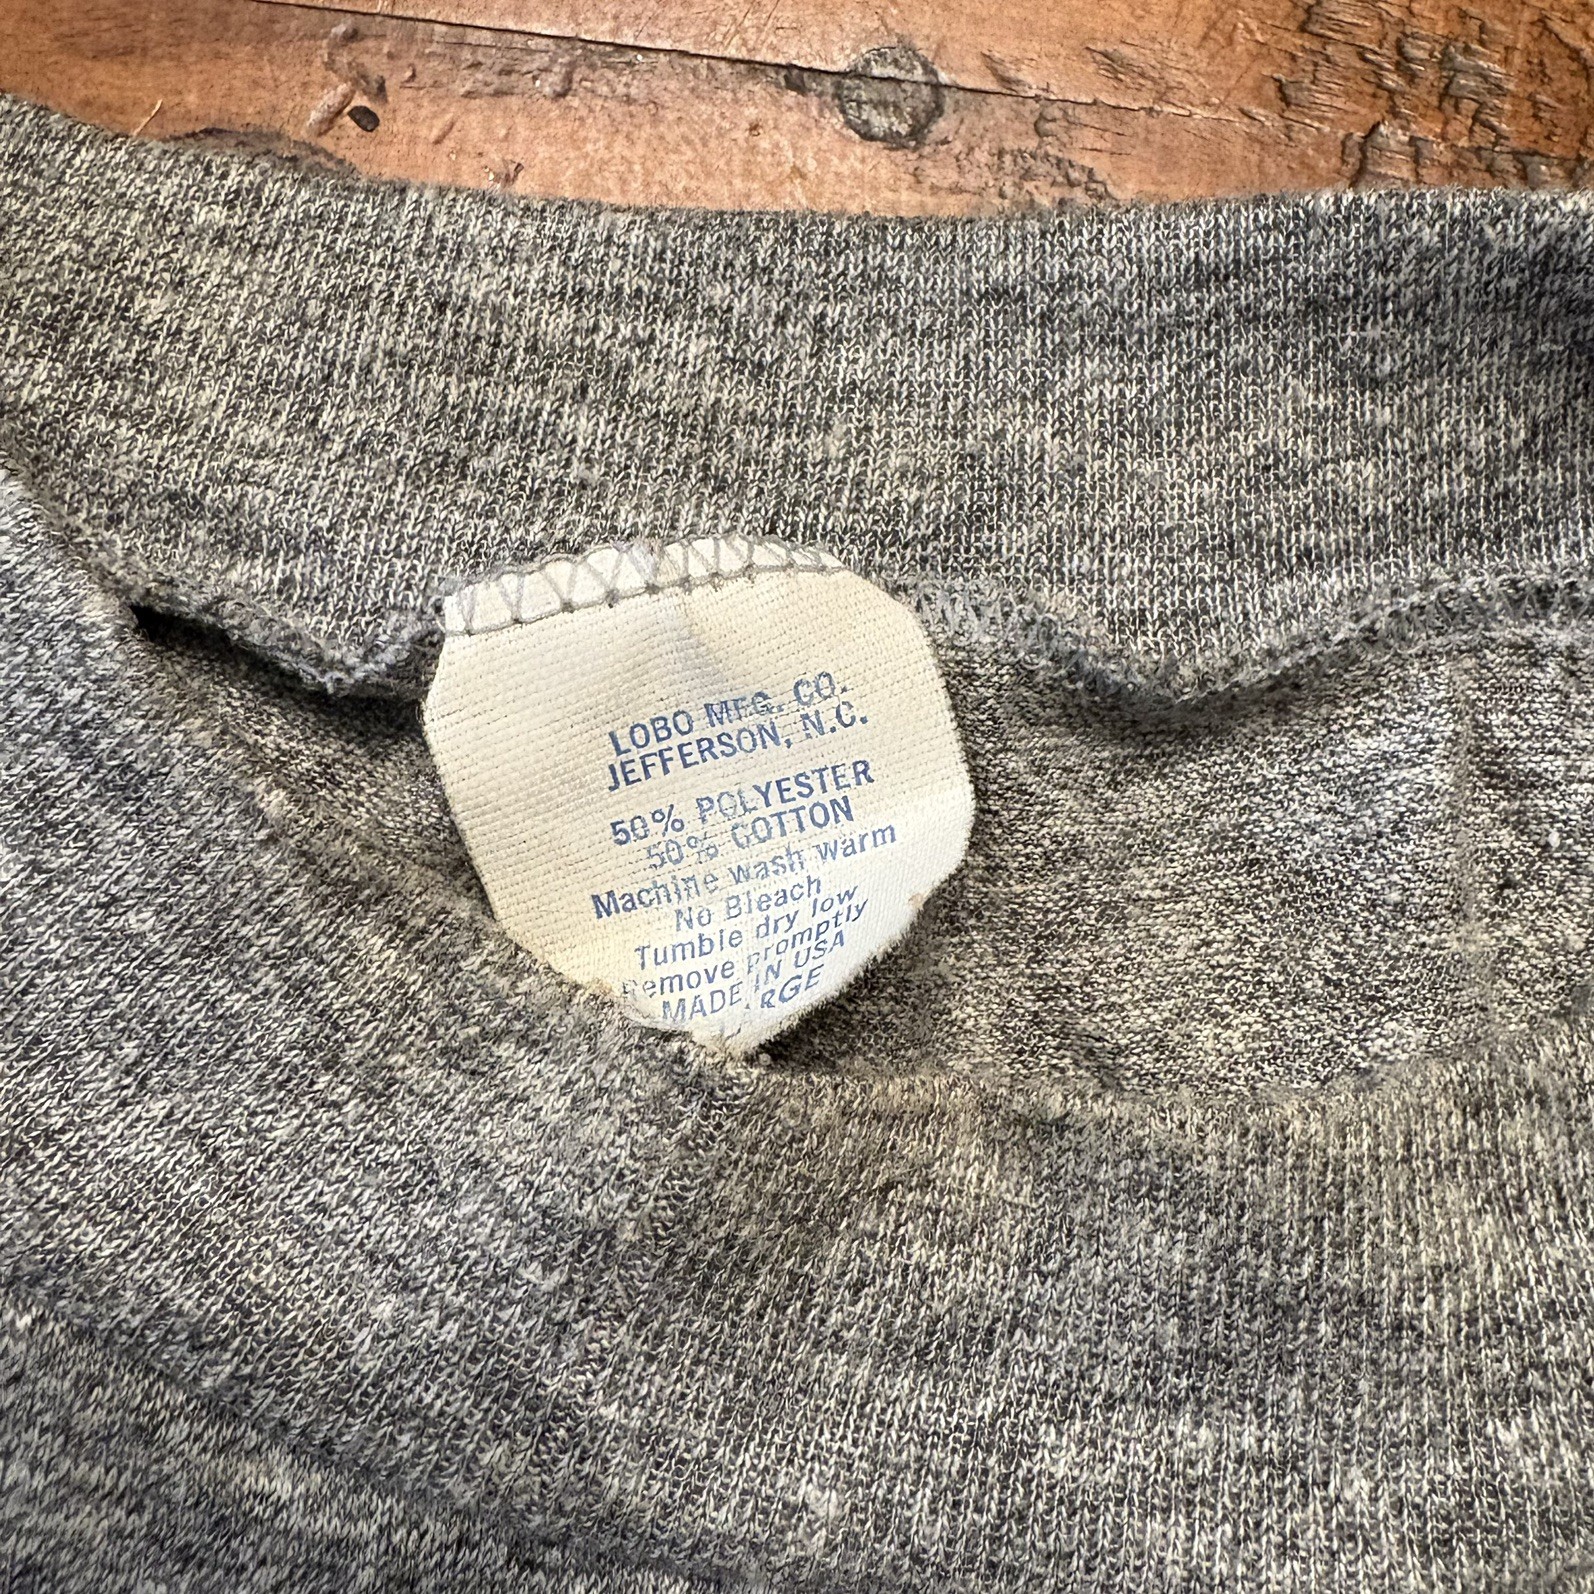 LOBO MFG. CO.
JEFFERSON, N.C.
50% POLYESTER
50% COTTON
Machine wash warm
No Bleach
Tumble dry low
Remove promptly
MADE IN USA
RGE